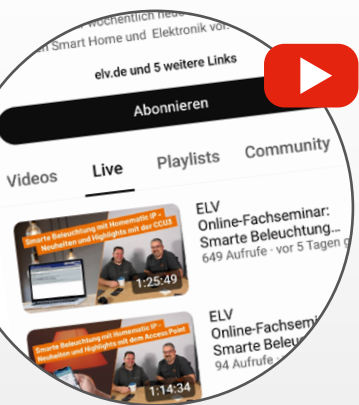 wöchentlich neue
Smart Home und Elektronik vor.
elv.de und 5 weitere Links
Abonnieren
Videos Live Playlists Community
Smarte Beleuchtung mit Homematic IP -
Neuheiten und Highlights mit der CCU3
1:25:49
ELV
Online-Fachseminar:
Smarte Beleuchtung...
649 Aufrufe · vor 5 Tagen
Smarte Beleuchtung mit Homematic IP -
Neuheiten und Highlights mit dem Access Point
1:14:34
ELV
Online-Fachsemi
Smarte Beleu
94 Aufrufe ·